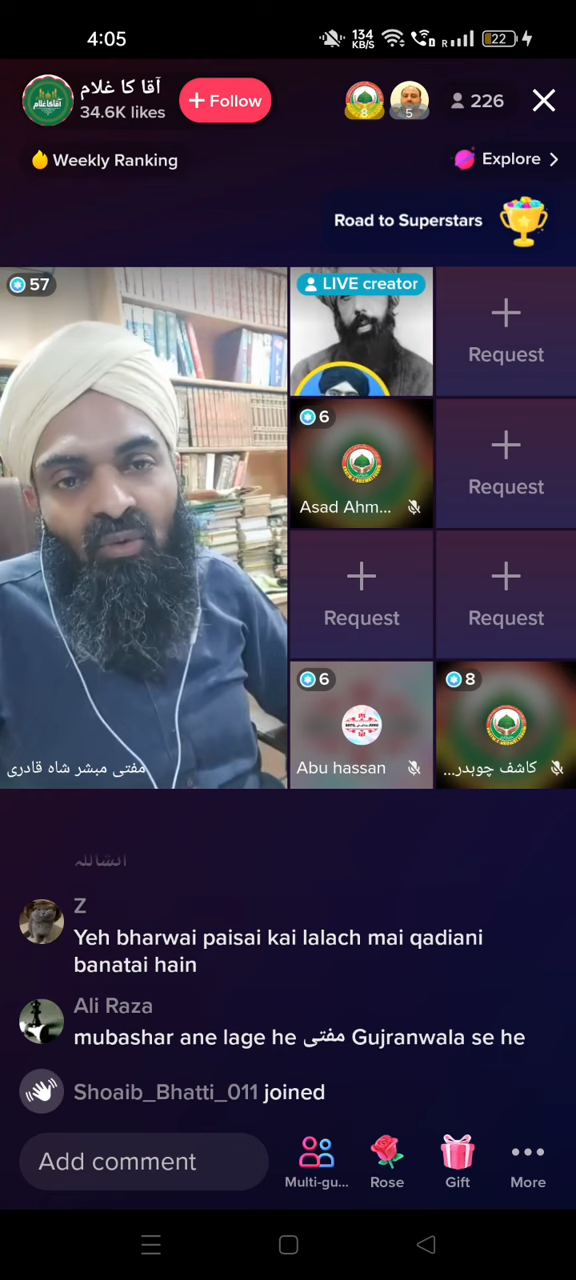 4:05
134
KB/S
R
22
آقا کا غلام
34.6K likes
+ Follow
8
5
226
Weekly Ranking
Explore
Road to Superstars
57
LIVE creator
Request
6
Asad Ahm...
Request
Request
Request
مفتی مبشر شاہ قادری
6
Abu hassan
8
کاشف چوہدر...
انشاللہ
Z
Yeh bharwai paisai kai lalach mai qadiani
banatai hain
Ali Raza
mubashar ane lage he مفتی Gujranwala se he
Shoaib_Bhatti_011 joined
Add comment
Multi-gu...
Rose
Gift
More